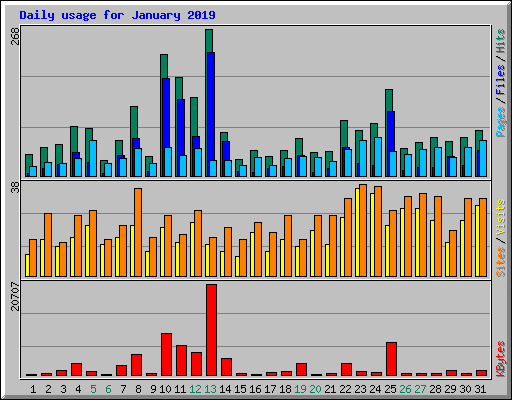 Daily usage for January 2019
268
Pages / Files / Hits
38
Sites / Visits
20707
KBytes
1 2 3 4 5 6 7 8 9 10 11 12 13 14 15 16 17 18 19 20 21 22 23 24 25 26 27 28 29 30 31